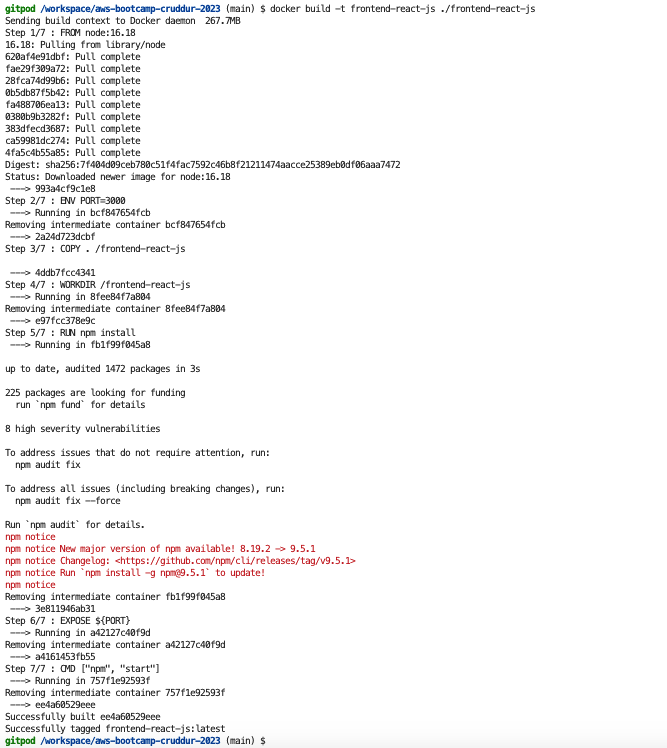 gitpod /workspace/aws-bootcamp-cruddur-2023 (main) $ docker build -t frontend-react-js ./frontend-react-js
Sending build context to Docker daemon  267.7MB
Step 1/7 : FROM node:16.18
16.18: Pulling from library/node
620af4e91dbf: Pull complete
fae29f309a72: Pull complete
28fca74d99b6: Pull complete
0b5db87f5b42: Pull complete
fa488706ea13: Pull complete
0380b9b3282f: Pull complete
383dfecd3687: Pull complete
ca59981dc274: Pull complete
4fa5c4b55a85: Pull complete
Digest: sha256:7f404d09ceb780c51f4fac7592c46b8f21211474aacce25389eb0df06aaa7472
Status: Downloaded newer image for node:16.18
 ---> 993a4cf9c1e8
Step 2/7 : ENV PORT=3000
 ---> Running in bcf847654fcb
Removing intermediate container bcf847654fcb
 ---> 2a24d723dcbf
Step 3/7 : COPY . /frontend-react-js
 ---> 4ddb7fcc4341
Step 4/7 : WORKDIR /frontend-react-js
 ---> Running in 8fee84f7a804
Removing intermediate container 8fee84f7a804
 ---> e97fcc378e9c
Step 5/7 : RUN npm install
 ---> Running in fb1f99f045a8
up to date, audited 1472 packages in 3s
225 packages are looking for funding
  run `npm fund` for details
8 high severity vulnerabilities
To address issues that do not require attention, run:
  npm audit fix
To address all issues (including breaking changes), run:
  npm audit fix --force
Run `npm audit` for details.
npm notice
npm notice New major version of npm available! 8.19.2 -> 9.5.1
npm notice Changelog: <https://github.com/npm/cli/releases/tag/v9.5.1>
npm notice Run `npm install -g npm@9.5.1` to update!
npm notice
Removing intermediate container fb1f99f045a8
 ---> 3e811946ab31
Step 6/7 : EXPOSE ${PORT}
 ---> Running in a42127c40f9d
Removing intermediate container a42127c40f9d
 ---> a4161453fb55
Step 7/7 : CMD ["npm", "start"]
 ---> Running in 757f1e92593f
Removing intermediate container 757f1e92593f
 ---> ee4a60529eee
Successfully built ee4a60529eee
Successfully tagged frontend-react-js:latest
gitpod /workspace/aws-bootcamp-cruddur-2023 (main) $